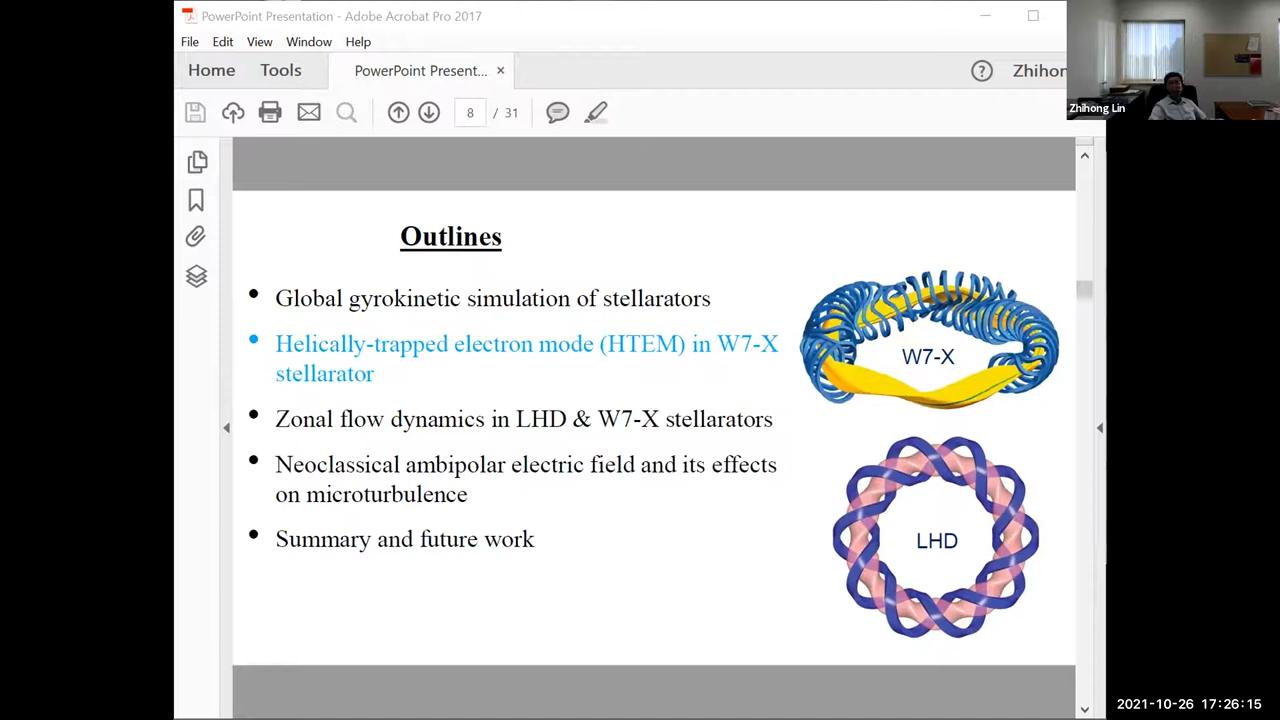 PowerPoint Presentation - Adobe Acrobat Pro 2017
File Edit View Window Help
Home Tools PowerPoint Present... × ? Zhihon
8 / 31
Zhihong Lin
Outlines
• Global gyrokinetic simulation of stellarators
• Helically-trapped electron mode (HTEM) in W7-X
stellarator
• Zonal flow dynamics in LHD & W7-X stellarators
• Neoclassical ambipolar electric field and its effects
on microturbulence
• Summary and future work
W7-X
LHD
2021-10-26 17:26:15